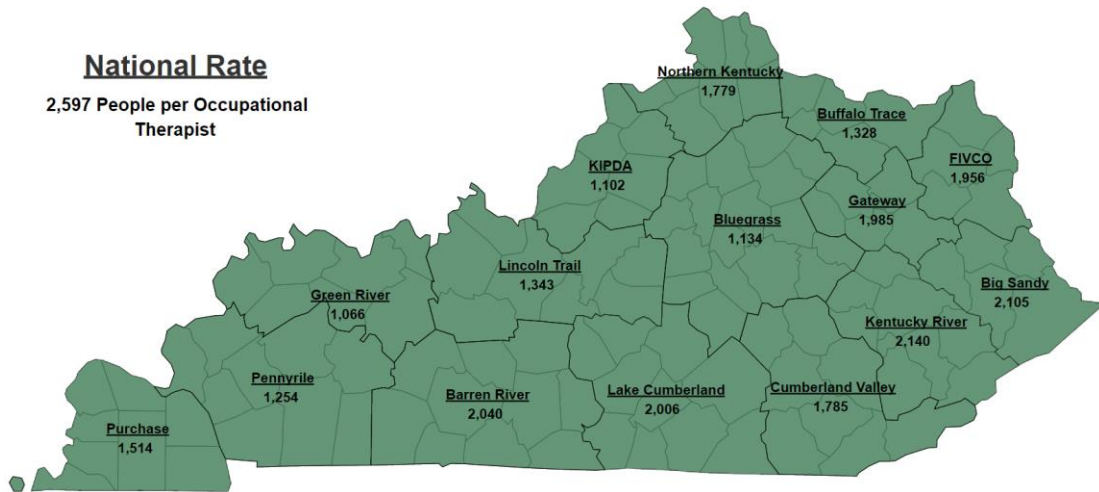 National Rate
2,597 People per Occupational
Therapist
Northern Kentucky
1,779
Buffalo Trace
1,328
FIVCO
1,956
KIPDA
1,102
Gateway
1,985
Bluegrass
1,134
Lincoln Trail
1,343
Big Sandy
2,105
Green River
1,066
Kentucky River
2,140
Pennyrile
1,254
Barren River
2,040
Lake Cumberland
2,006
Cumberland Valley
1,785
Purchase
1,514